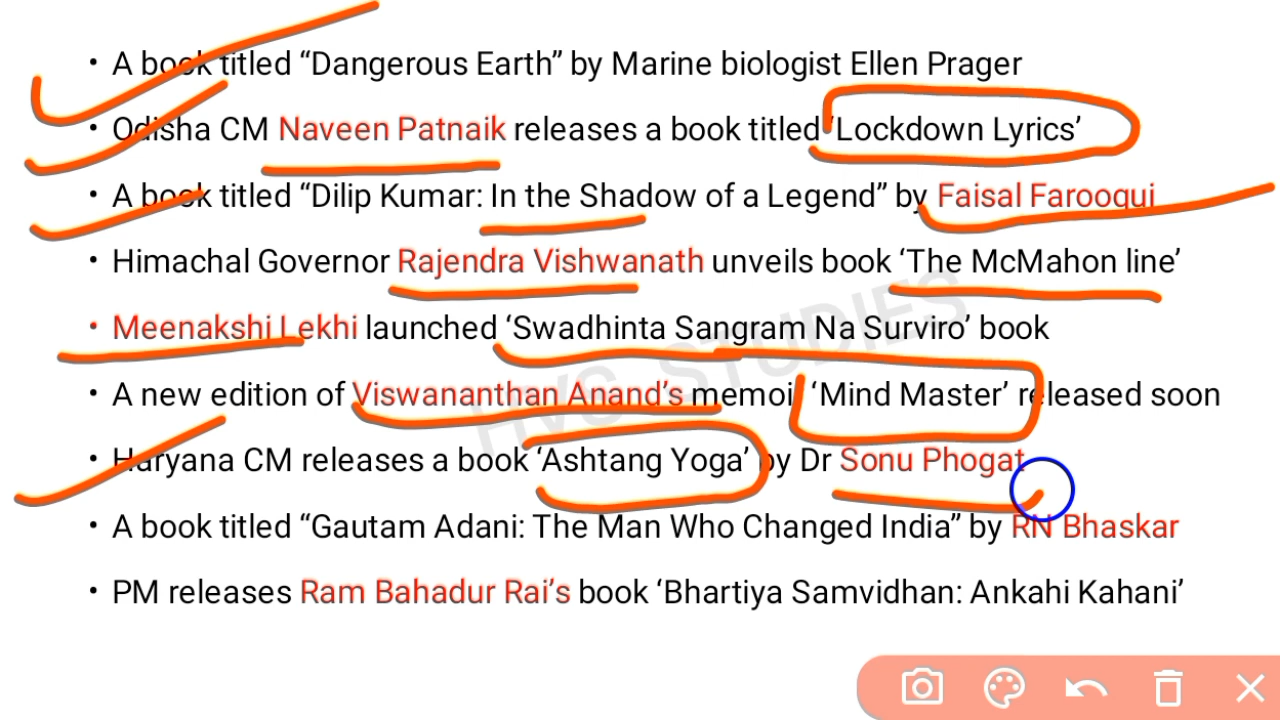 • A book titled “Dangerous Earth” by Marine biologist Ellen Prager
• Odisha CM Naveen Patnaik releases a book titled ‘Lockdown Lyrics’
• A book titled “Dilip Kumar: In the Shadow of a Legend” by Faisal Farooqui
• Himachal Governor Rajendra Vishwanath unveils book ‘The McMahon line’
• Meenakshi Lekhi launched ‘Swadhinta Sangram Na Surviro’ book
• A new edition of Viswananthan Anand’s memoir ‘Mind Master’ released soon
• Haryana CM releases a book ‘Ashtang Yoga’ by Dr Sonu Phogat
• A book titled “Gautam Adani: The Man Who Changed India” by RN Bhaskar
• PM releases Ram Bahadur Rai’s book ‘Bhartiya Samvidhan: Ankahi Kahani’
HVS STUDIES